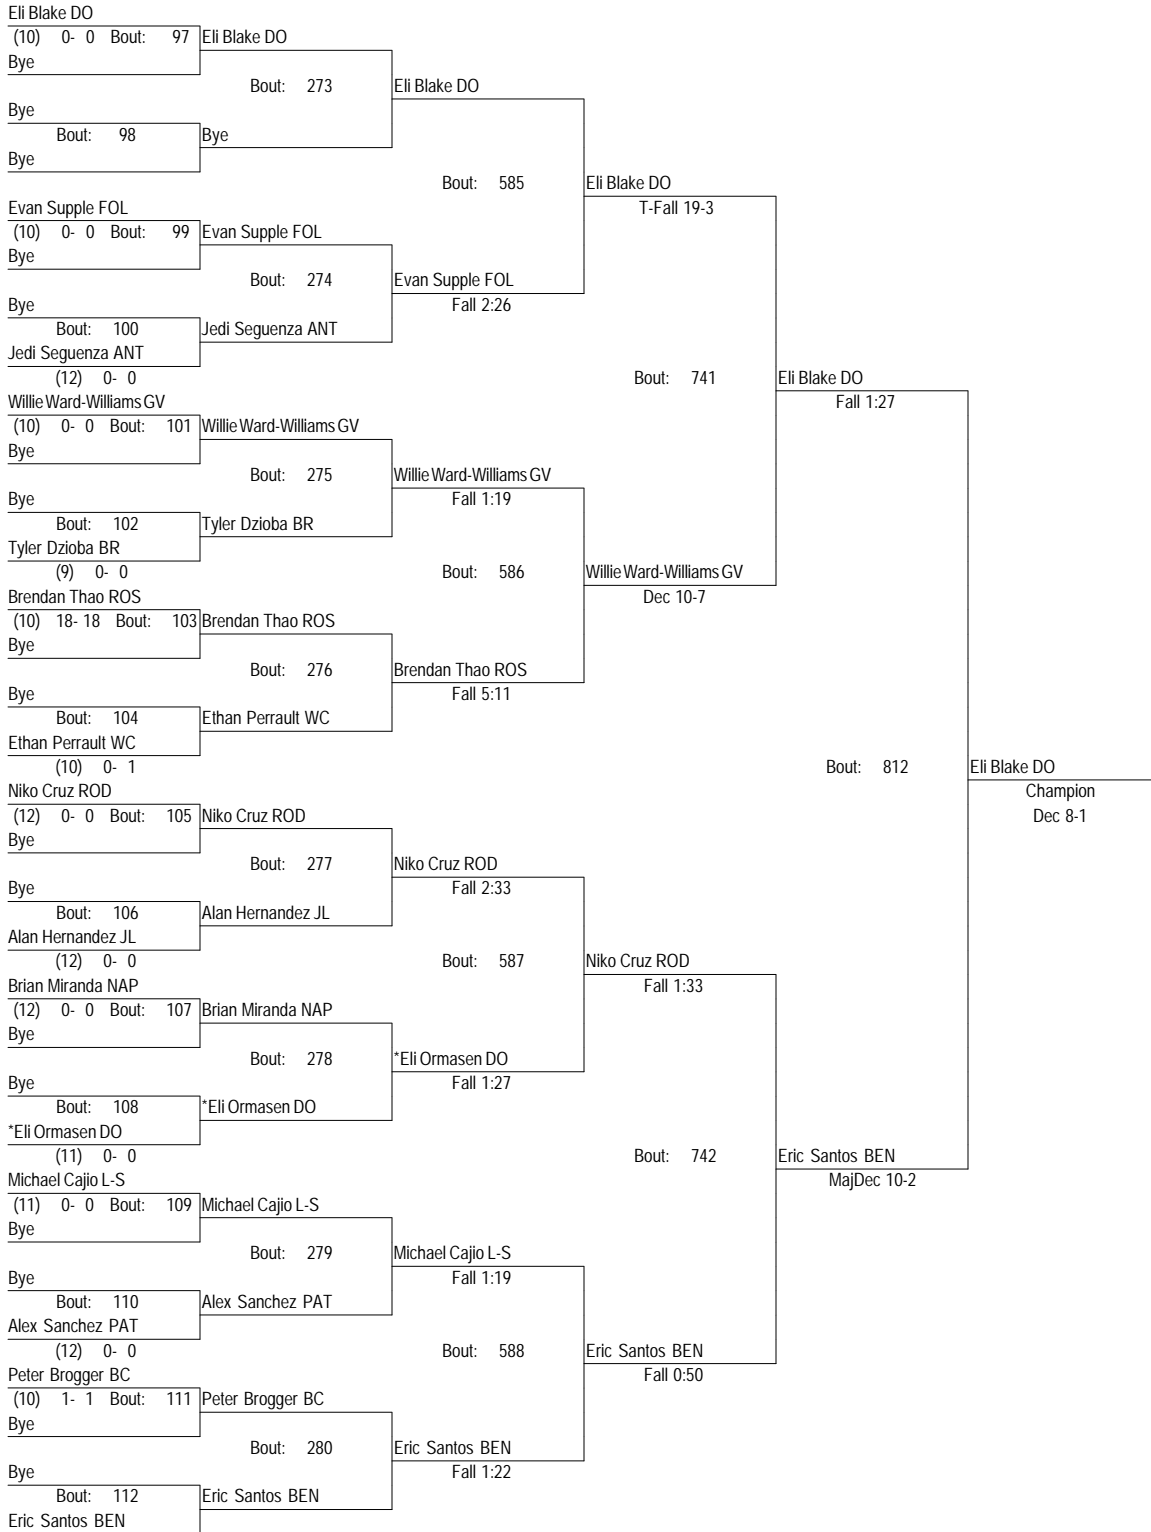 Eli Blake DO
(10) 0- 0 Bout: 97 Eli Blake DO
Bye
Bout: 273 Eli Blake DO
Bye
Bout: 98 Bye
Bye
Bout: 585 Eli Blake DO
T-Fall 19-3
Evan Supple FOL
(10) 0- 0 Bout: 99 Evan Supple FOL
Bye
Bout: 274 Evan Supple FOL
Fall 2:26
Bye
Bout: 100 Jedi Seguenza ANT
Jedi Seguenza ANT
(12) 0- 0
Bout: 741 Eli Blake DO
Fall 1:27
Willie Ward-Williams GV
(10) 0- 0 Bout: 101 Willie Ward-Williams GV
Bye
Bout: 275 Willie Ward-Williams GV
Fall 1:19
Bye
Bout: 102 Tyler Dzioba BR
Tyler Dzioba BR
(9) 0- 0
Bout: 586 Willie Ward-Williams GV
Dec 10-7
Brendan Thao ROS
(10) 18- 18 Bout: 103 Brendan Thao ROS
Bye
Bout: 276 Brendan Thao ROS
Fall 5:11
Bye
Bout: 104 Ethan Perrault WC
Ethan Perrault WC
(10) 0- 1
Bout: 812 Eli Blake DO
Champion
Dec 8-1
Niko Cruz ROD
(12) 0- 0 Bout: 105 Niko Cruz ROD
Bye
Bout: 277 Niko Cruz ROD
Fall 2:33
Bye
Bout: 106 Alan Hernandez JL
Alan Hernandez JL
(12) 0- 0
Bout: 587 Niko Cruz ROD
Fall 1:33
Brian Miranda NAP
(12) 0- 0 Bout: 107 Brian Miranda NAP
Bye
Bout: 278 *Eli Ormasen DO
Fall 1:27
Bye
Bout: 108 *Eli Ormasen DO
*Eli Ormasen DO
(11) 0- 0
Bout: 742 Eric Santos BEN
MajDec 10-2
Michael Cajio L-S
(11) 0- 0 Bout: 109 Michael Cajio L-S
Bye
Bout: 279 Michael Cajio L-S
Fall 1:19
Bye
Bout: 110 Alex Sanchez PAT
Alex Sanchez PAT
(12) 0- 0
Bout: 588 Eric Santos BEN
Fall 0:50
Peter Brogger BC
(10) 1- 1 Bout: 111 Peter Brogger BC
Bye
Bout: 280 Eric Santos BEN
Fall 1:22
Bye
Bout: 112 Eric Santos BEN
Eric Santos BEN